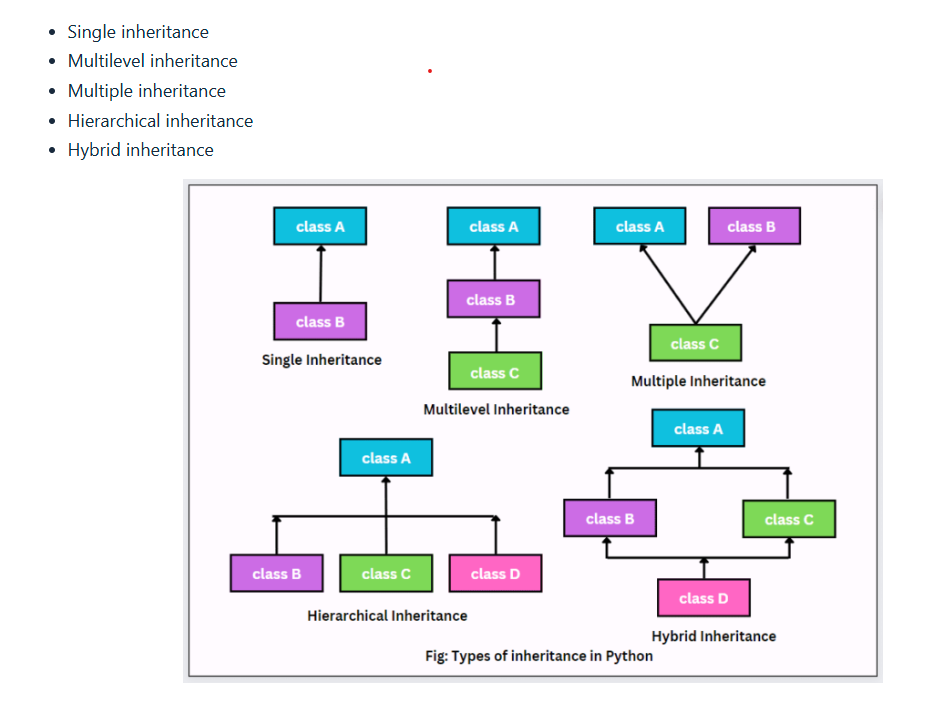 Single inheritance
Multilevel inheritance
Multiple inheritance
Hierarchical inheritance
Hybrid inheritance
class A
class B
Single Inheritance
class A
class B
class C
Multilevel Inheritance
class A
class B
class C
Multiple Inheritance
class A
class B
class C
class D
Hierarchical Inheritance
class A
class B
class C
class D
Hybrid Inheritance
Fig: Types of inheritance in Python